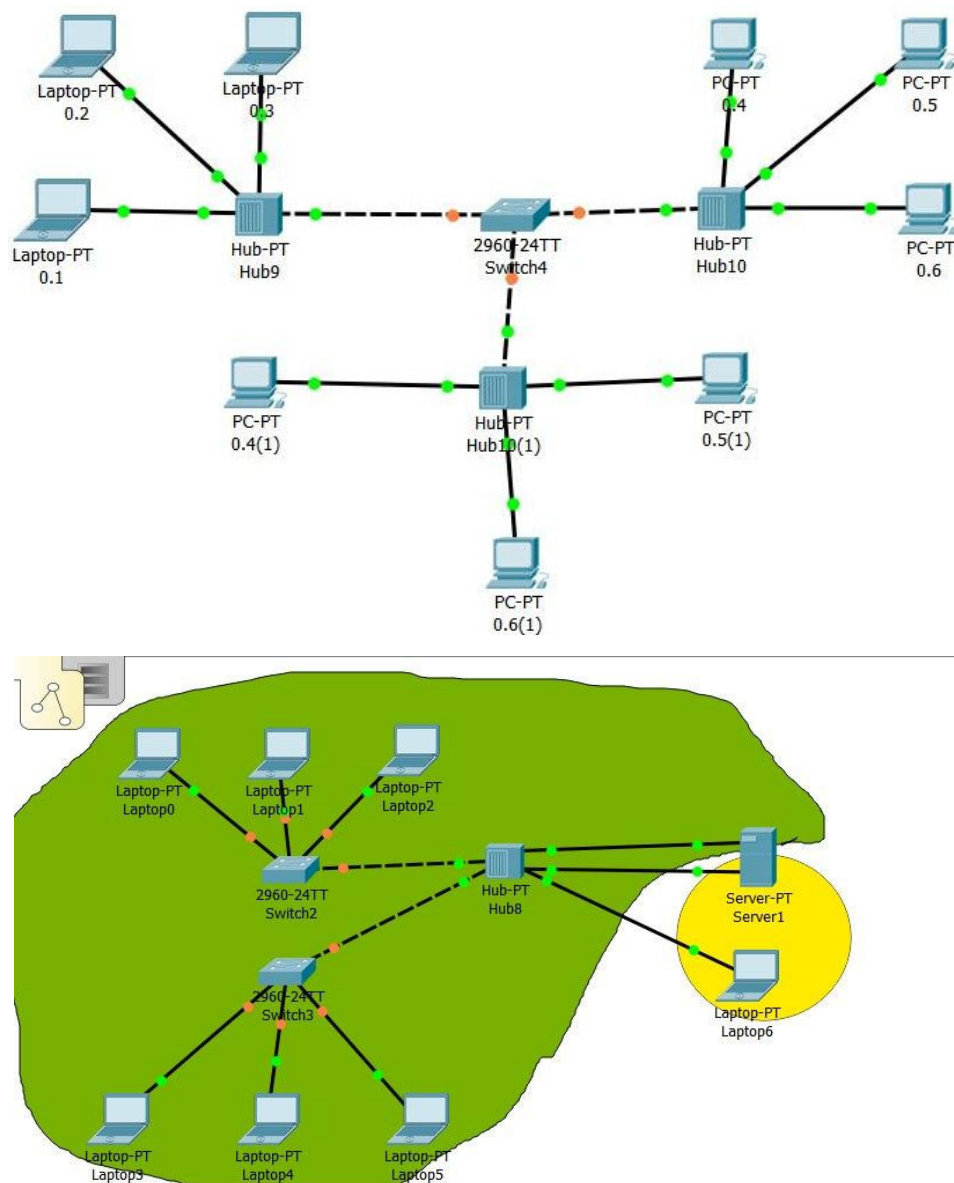 Laptop-PT
0.2
Laptop-PT
0.3
PC-PT
0.4
PC-PT
0.5
Laptop-PT
0.1
Hub-PT
Hub9
2960-24TT
Switch4
Hub-PT
Hub10
PC-PT
0.6
PC-PT
0.4(1)
Hub-PT
Hub10(1)
PC-PT
0.5(1)
PC-PT
0.6(1)
Laptop-PT
Laptop0
Laptop-PT
Laptop1
Laptop-PT
Laptop2
2960-24TT
Switch2
Hub-PT
Hub8
Server-PT
Server1
2960-24TT
Switch3
Laptop-PT
Laptop6
Laptop-PT
Laptop3
Laptop-PT
Laptop4
Laptop-PT
Laptop5